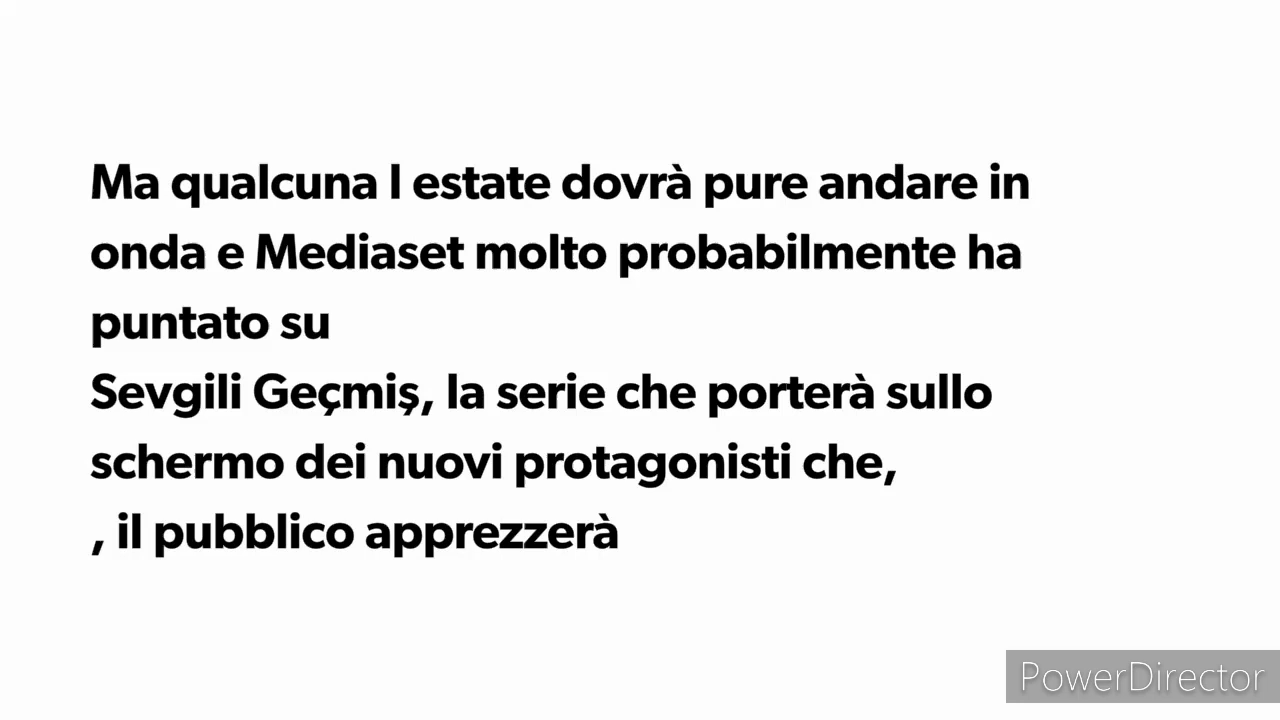 Ma qualcuna l estate dovrà pure andare in
onda e Mediaset molto probabilmente ha
puntato su
Sevgili Geçmiş, la serie che porterà sullo
schermo dei nuovi protagonisti che,
, il pubblico apprezzerà
PowerDirector